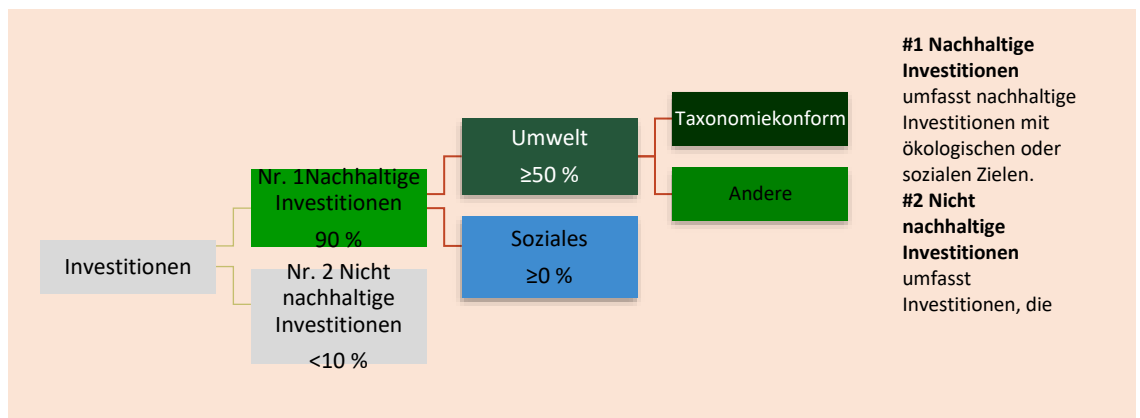 Investitionen
Nr. 1Nachhaltige
Investitionen
90 %
Nr. 2 Nicht
nachhaltige
Investitionen
<10 %
Umwelt
≥50 %
Soziales
≥0 %
Taxonomiekonform
Andere
#1 Nachhaltige
Investitionen
umfasst nachhaltige
Investitionen mit
ökologischen oder
sozialen Zielen.
#2 Nicht
nachhaltige
Investitionen
umfasst
Investitionen, die